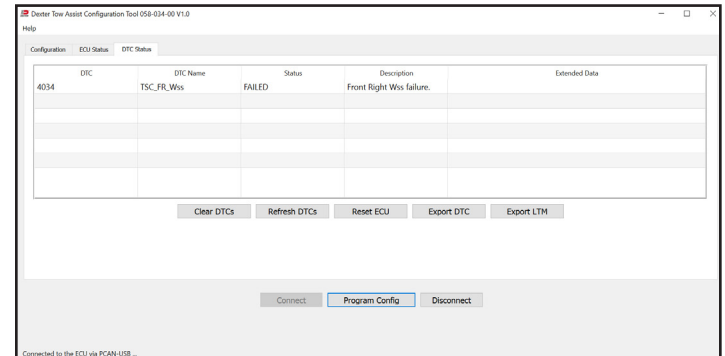 Dexter Tow Assist Configuration Tool 058-034-00 V1.0
Help
Configuration ECU Status DTC Status
DTC DTC Name Status Description Extended Data
4034 TSC_FR_Wss FAILED Front Right Wss failure.
Clear DTCs Refresh DTCs Reset ECU Export DTC Export LTM
Connect Program Config Disconnect
Connected to the ECU via PCAN-USB ...